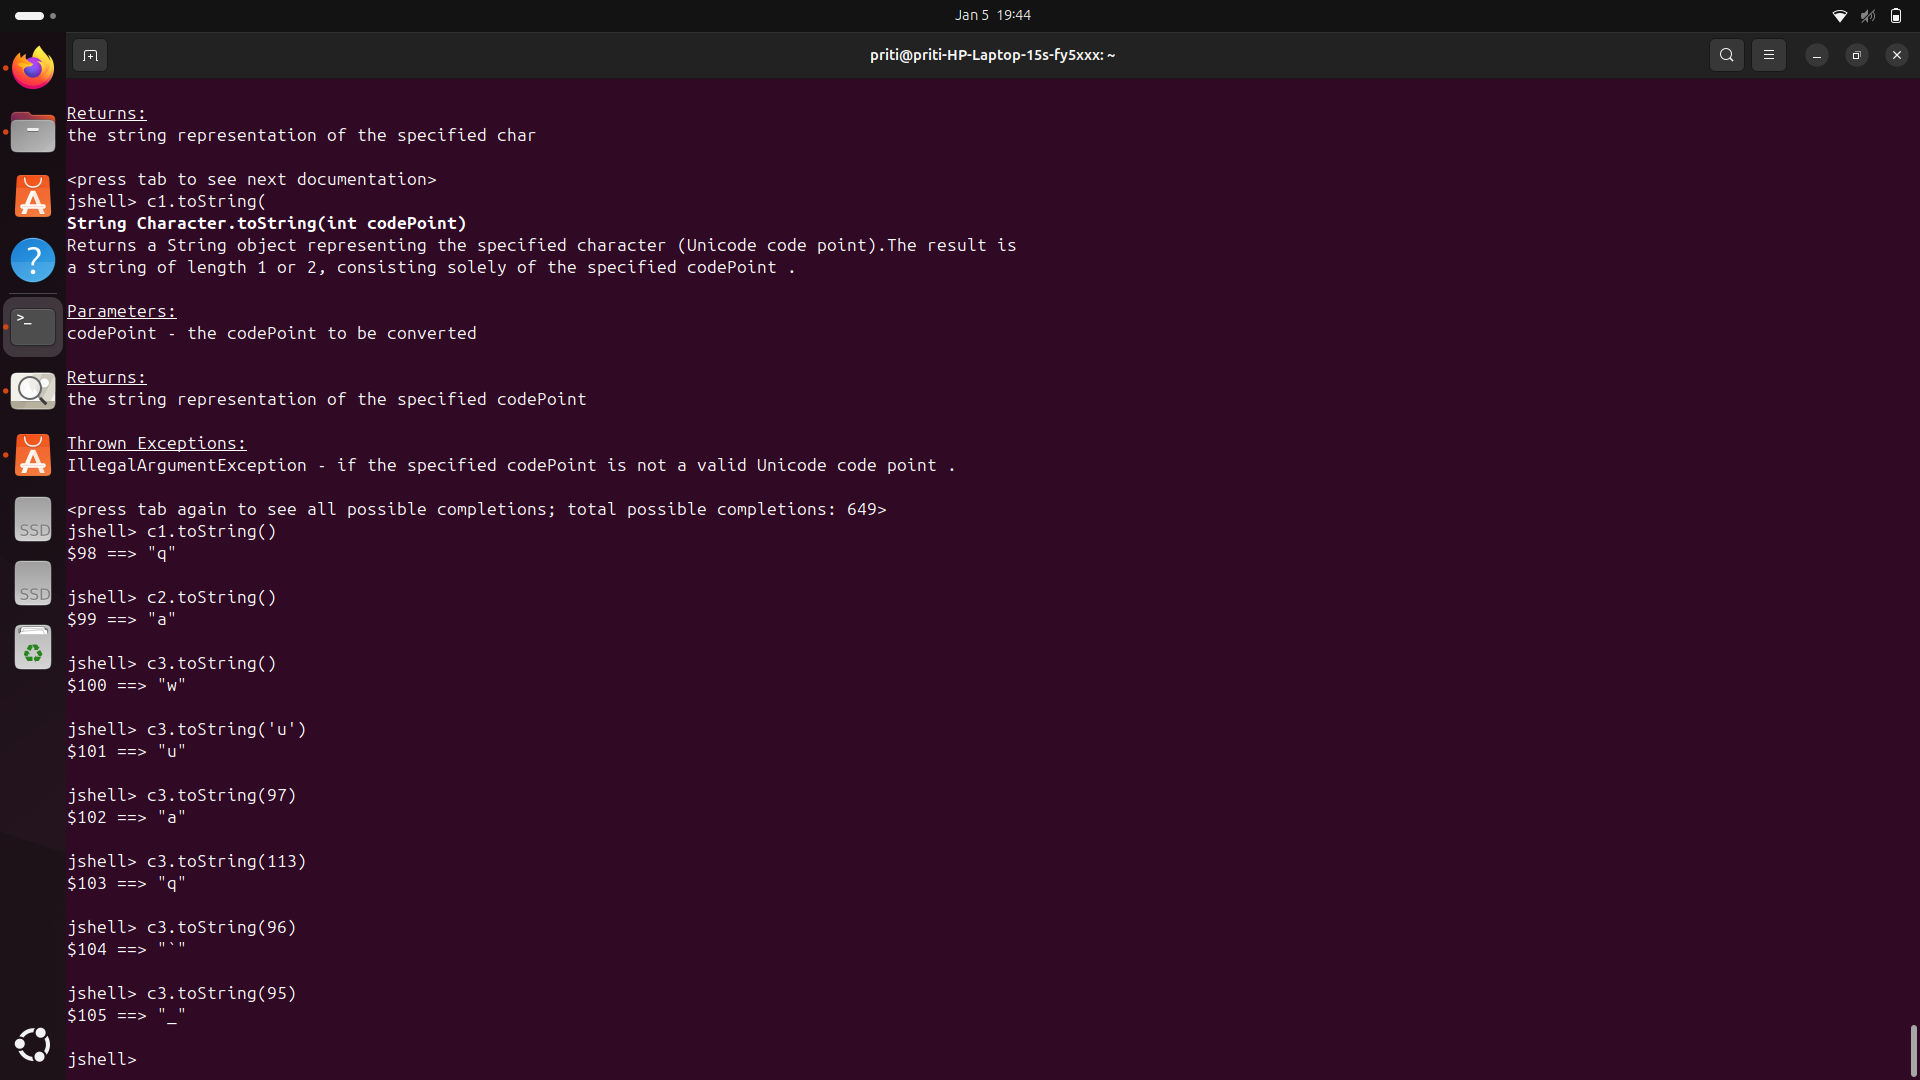 Jan 5 19:44
priti@priti-HP-Laptop-15s-fy5xxx: ~
Returns:
the string representation of the specified char
<press tab to see next documentation>
jshell> c1.toString(
String Character.toString(int codePoint)
Returns a String object representing the specified character (Unicode code point).The result is
a string of length 1 or 2, consisting solely of the specified codePoint .
Parameters:
codePoint - the codePoint to be converted
Returns:
the string representation of the specified codePoint
Thrown Exceptions:
IllegalArgumentException - if the specified codePoint is not a valid Unicode code point .
<press tab again to see all possible completions; total possible completions: 649>
jshell> c1.toString()
$98 ==> "q"
jshell> c2.toString()
$99 ==> "a"
jshell> c3.toString()
$100 ==> "w"
jshell> c3.toString('u')
$101 ==> "u"
jshell> c3.toString(97)
$102 ==> "a"
jshell> c3.toString(113)
$103 ==> "q"
jshell> c3.toString(96)
$104 ==> "`"
jshell> c3.toString(95)
$105 ==> "_"
jshell>
SSD
SSD